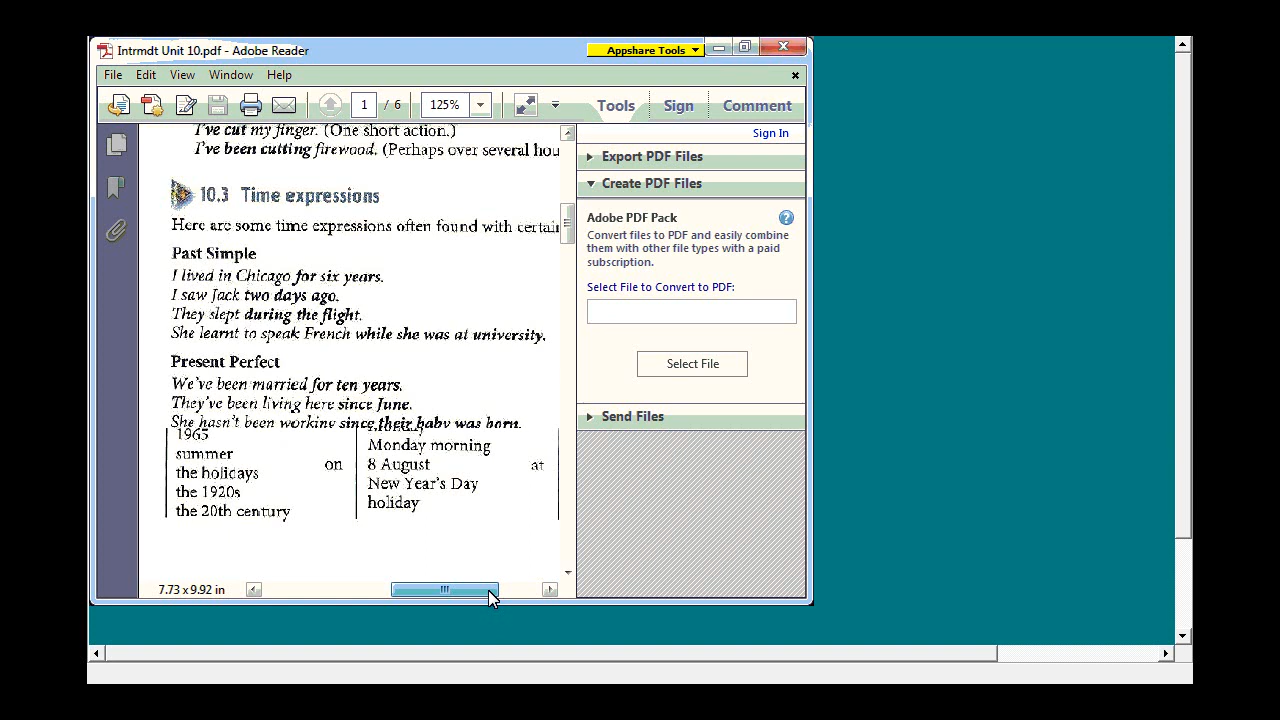 Intrmdt Unit 10.pdf - Adobe Reader
Appshare Tools
File Edit View Window Help
1 / 6 125% Tools Sign Comment
I've cut my finger. (One short action.)
I've been cutting firewood. (Perhaps over several hou
10.3 Time expressions
Here are some time expressions often found with certain
Past Simple
I lived in Chicago for six years.
I saw Jack two days ago.
They slept during the flight.
She learnt to speak French while she was at university.
Present Perfect
We've been married for ten years.
They've been living here since June.
She hasn't been working since their baby was born.
1965
summer
the holidays
the 1920s
the 20th century
on
Monday morning
8 August
New Year's Day
holiday
at
7.73 x 9.92 in
Sign In
Export PDF Files
Create PDF Files
Adobe PDF Pack
Convert files to PDF and easily combine
them with other file types with a paid
subscription.
Select File to Convert to PDF:
Select File
Send Files